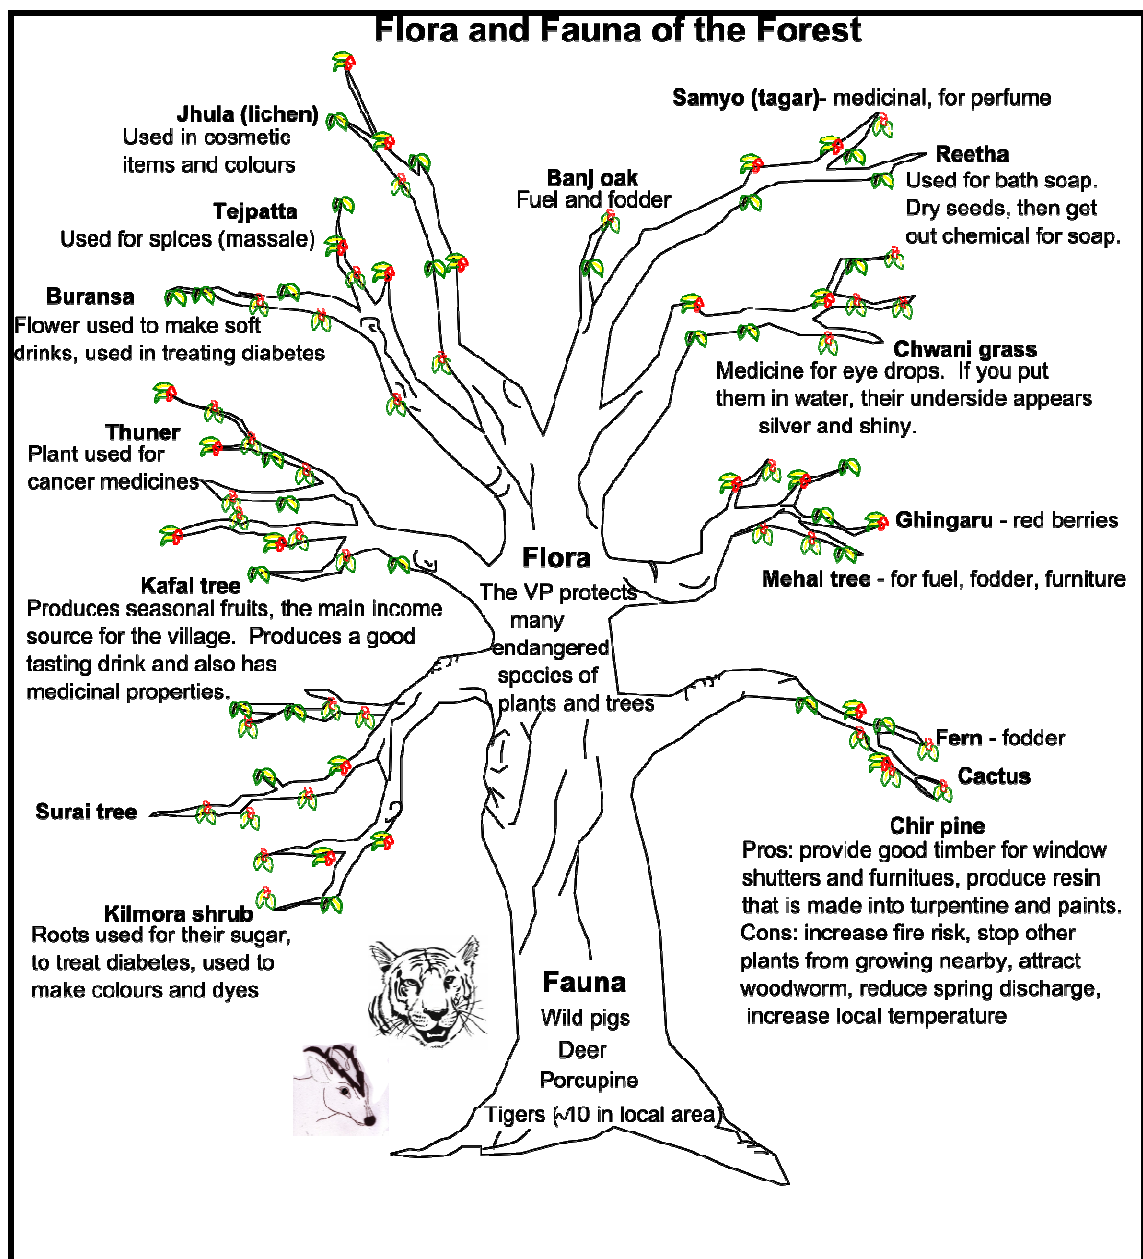 Flora and Fauna of the Forest
Jhula (lichen)
Used in cosmetic
items and colours
Tejpatta
Used for spices (massale)
Buransa
Flower used to make soft
drinks, used in treating diabetes
Thuner
Plant used for
cancer medicines
Kafal tree
Produces seasonal fruits, the main income
source for the village. Produces a good
tasting drink and also has
medicinal properties.
Surai tree
Kilmora shrub
Roots used for their sugar,
to treat diabetes, used to
make colours and dyes
Banj oak
Fuel and fodder
Samyo (tagar)- medicinal, for perfume
Reetha
Used for bath soap.
Dry seeds, then get
out chemical for soap.
Chwani grass
Medicine for eye drops. If you put
them in water, their underside appears
silver and shiny.
Ghingaru - red berries
Mehal tree - for fuel, fodder, furniture
Flora
The VP protects
many
endangered
species of
plants and trees
Fern - fodder
Cactus
Chir pine
Pros: provide good timber for window
shutters and furnitues, produce resin
that is made into turpentine and paints.
Cons: increase fire risk, stop other
plants from growing nearby, attract
woodworm, reduce spring discharge,
increase local temperature
Fauna
Wild pigs
Deer
Porcupine
Tigers (~10 in local area)